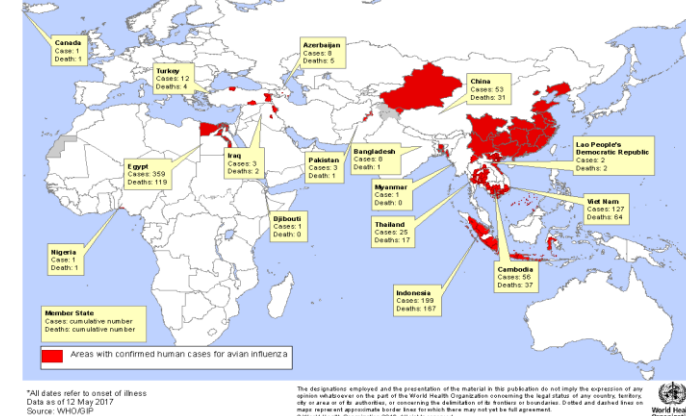 Canada
Case: 1
Death: 1
Azerbaijan
Cases: 8
Deaths: 5
Turkey
Cases: 12
Deaths: 4
China
Cases: 53
Deaths: 31
Lao People's
Democratic Republic
Cases: 2
Deaths: 2
Egypt
Cases: 359
Deaths: 119
Iraq
Cases: 3
Deaths: 2
Pakistan
Cases: 3
Death: 1
Bangladesh
Cases: 8
Death: 1
Myanmar
Case: 1
Death: 0
Viet Nam
Cases: 127
Deaths: 64
Djibouti
Cases: 1
Death: 0
Thailand
Cases: 25
Deaths: 17
Nigeria
Case: 1
Death: 1
Cambodia
Cases: 56
Deaths: 37
Indonesia
Cases: 199
Deaths: 167
Member State
Cases: cumulative number
Deaths: cumulative number
Areas with confirmed human cases for avian influenza
*All dates refer to onset of illness
Data as of 12 May 2017
Source: WHO/GIP
The designations employed and the presentation of the material in this publication do not imply the expression of any
opinion whatsoever on the part of the World Health Organization concerning the legal status of any country, territory,
city or area or of its authorities, or concerning the delimitation of its frontiers or boundaries. Dotted and dashed lines on
maps represent approximate border lines for which there may not yet be full agreement.